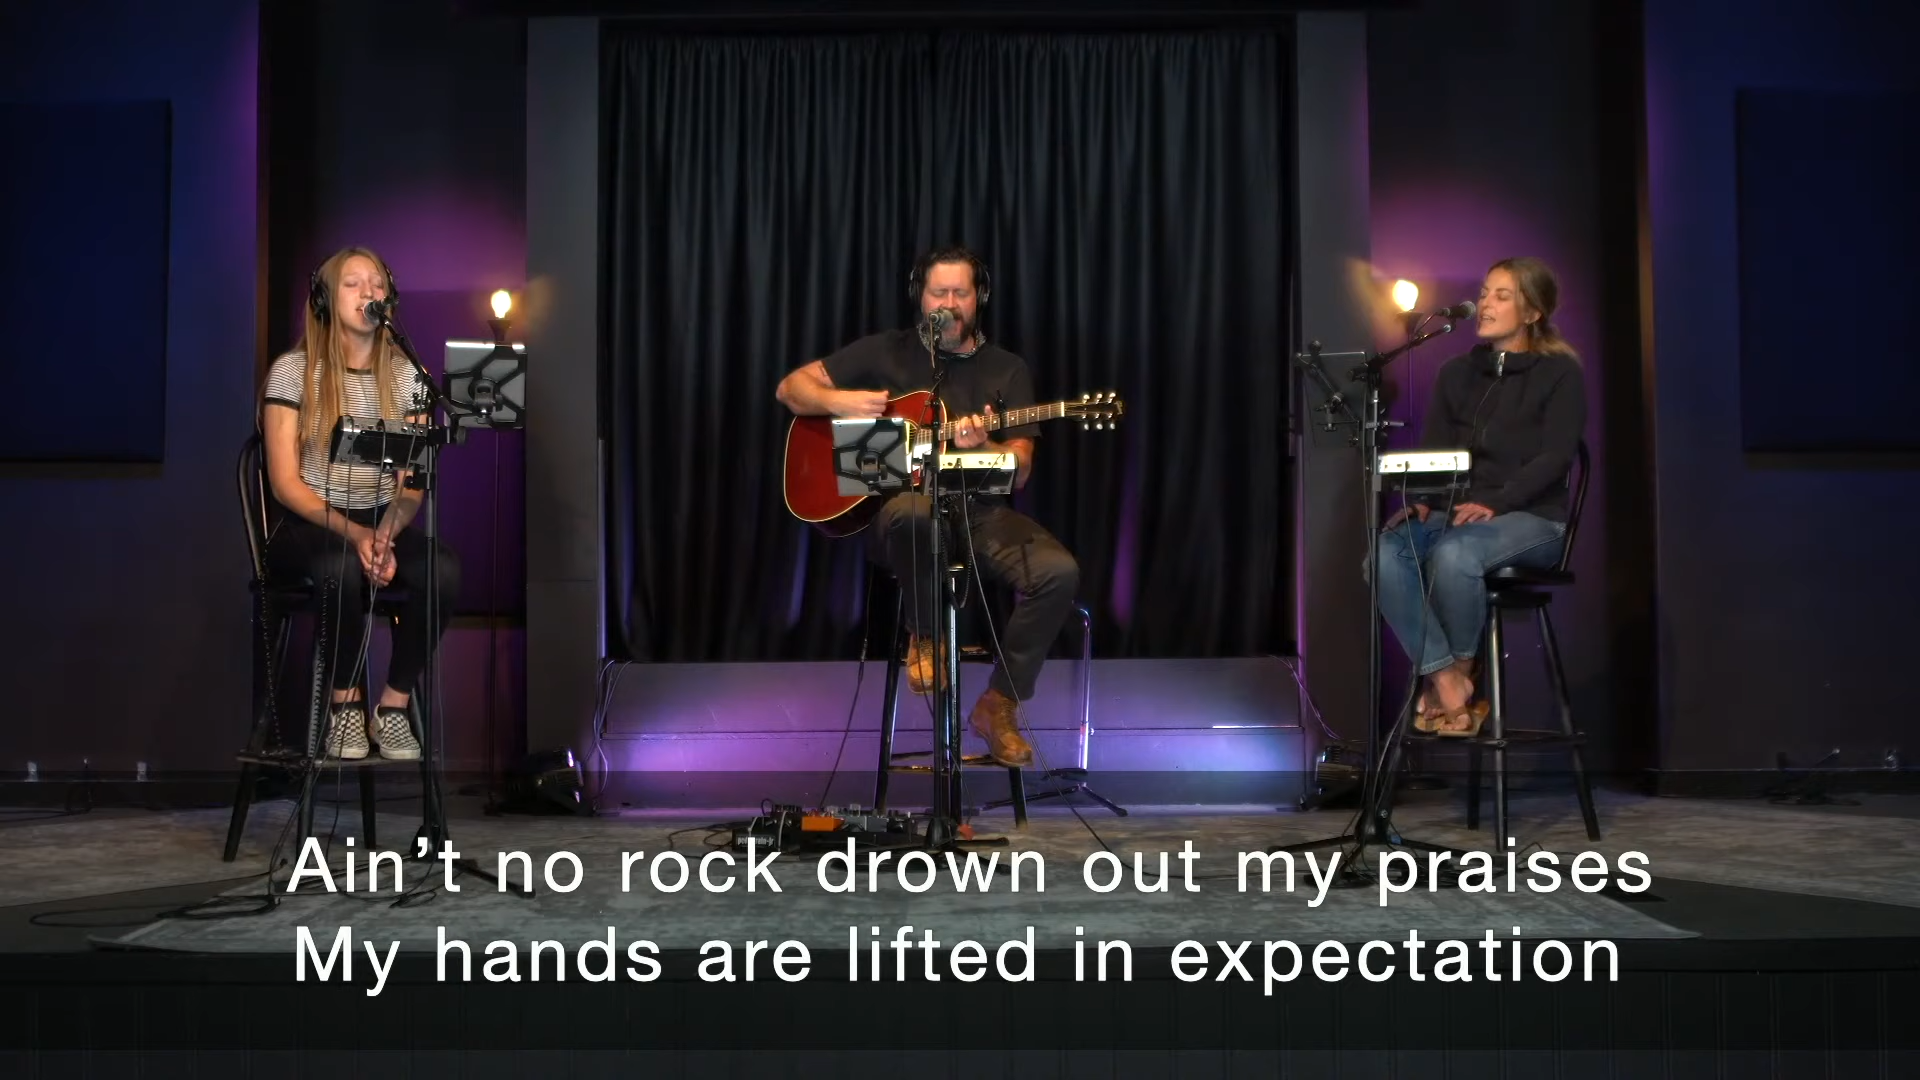 Ain’t no rock drown out my praises
My hands are lifted in expectation